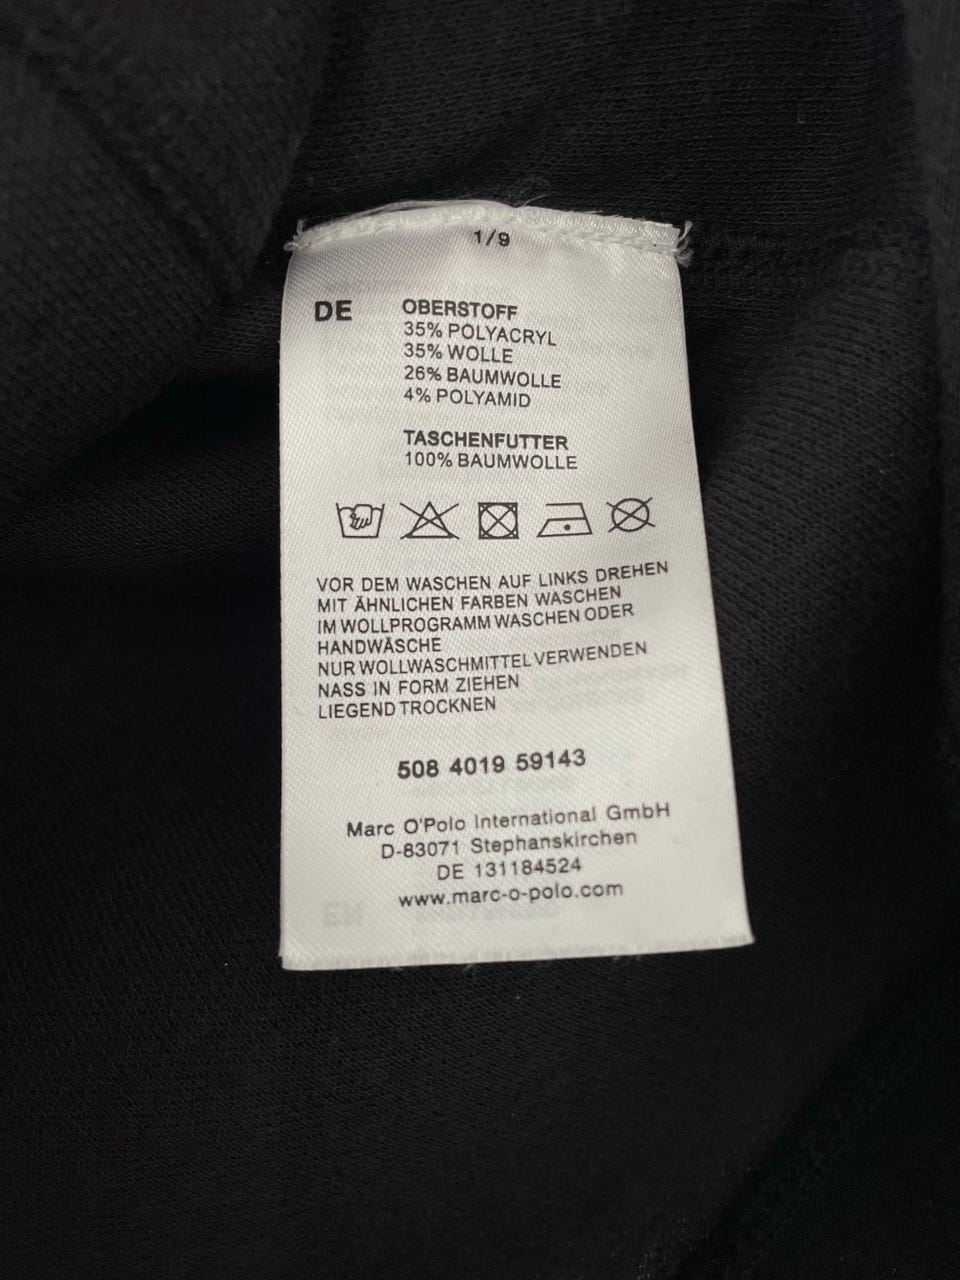 1/9
DE
OBERSTOFF
35% POLYACRYL
35% WOLLE
26% BAUMWOLLE
4% POLYAMID
TASCHENFUTTER
100% BAUMWOLLE
VOR DEM WASCHEN AUF LINKS DREHEN
MIT ÄHNLICHEN FARBEN WASCHEN
IM WOLLPROGRAMM WASCHEN ODER
HANDWÄSCHE
NUR WOLLWASCHMITTEL VERWENDEN
NASS IN FORM ZIEHEN
LIEGEND TROCKNEN
508 4019 59143
Marc O'Polo International GmbH
D-83071 Stephanskirchen
DE 131184524
www.marc-o-polo.com